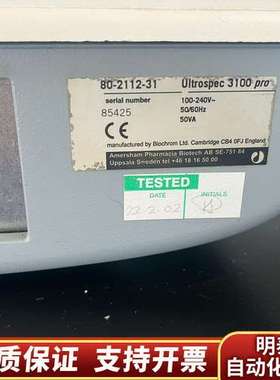 80-2112-31 Ultrospec 3100 pro
serial number 100-240V~
85425 50/60Hz
50VA
CE
manufactured by Biochrom Ltd. Cambridge CB4 0FJ England
Amersham Pharmacia Biotech AB SE-751 84
Uppsala Sweden tel +46 18 16 50 00
TESTED
DATE INITIALS
22-2-02
质保证 支持开票
明
自动化